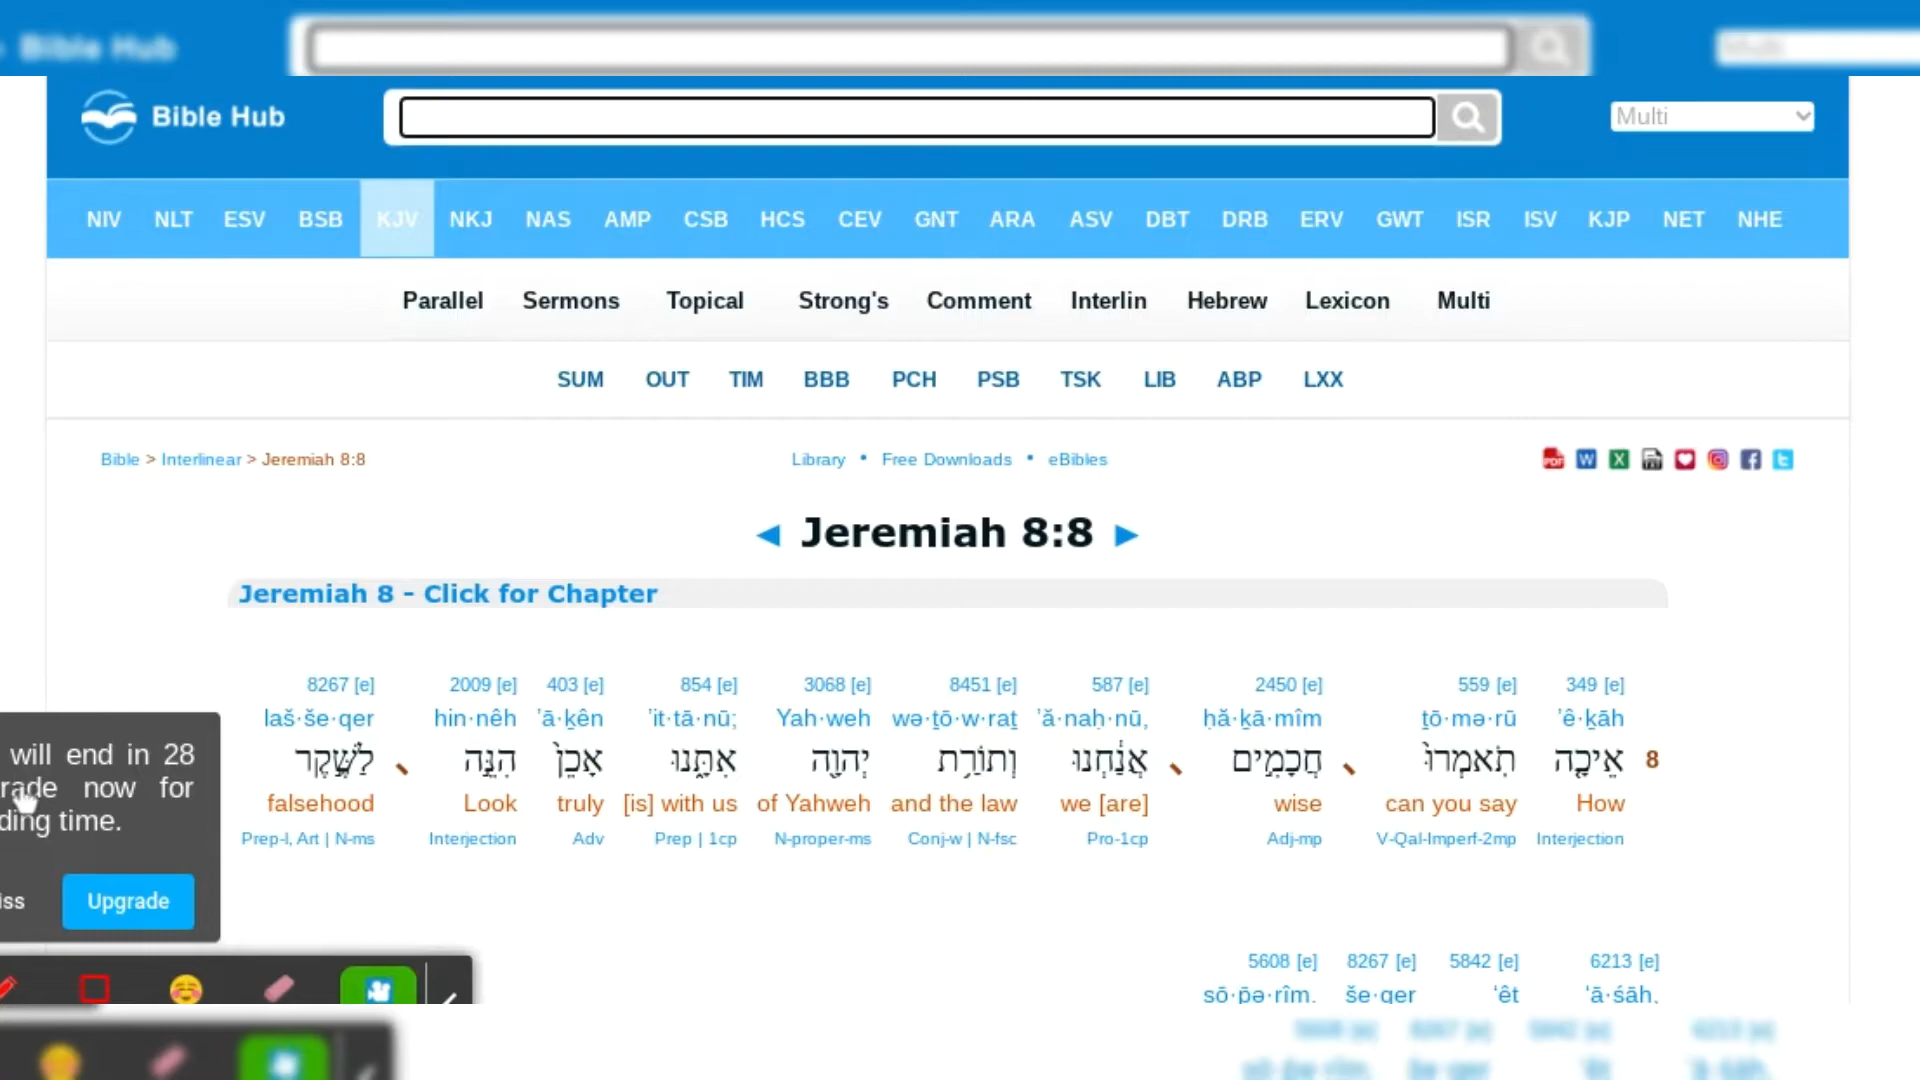 Bible Hub
Bible Hub
Multi
NIV NLT ESV BSB KJV NKJ NAS AMP CSB HCS CEV GNT ARA ASV DBT DRB ERV GWT ISR ISV KJP NET NHE
Parallel Sermons Topical Strong's Comment Interlin Hebrew Lexicon Multi
SUM OUT TIM BBB PCH PSB TSK LIB ABP LXX
Bible > Interlinear > Jeremiah 8:8
Library • Free Downloads • eBibles
◄ Jeremiah 8:8 ►
Jeremiah 8 - Click for Chapter
8267 [e] 2009 [e] 403 [e] 854 [e] 3068 [e] 8451 [e] 587 [e] 2450 [e] 559 [e] 349 [e]
laš·še·qer hin·nêh ’ā·ḵên ’it·tā·nū; Yah·weh wə·ṯō·w·raṯ ’ă·naḥ·nū, ḥă·ḵā·mîm ṯō·mə·rū ’ê·ḵāh
8 אֵיכָ֤ה תֹֽאמְרוּ֙ חֲכָמִ֣ים אֲנַ֔חְנוּ וְתוֹרַ֥ת יְהוָ֖ה אִתָּ֑נוּ אָכֵן֙ הִנֵּ֣ה לַשֶּׁ֣קֶר
falsehood Look truly [is] with us of Yahweh and the law we [are] wise can you say How
Prep-l, Art | N-ms Interjection Adv Prep | 1cp N-proper-ms Conj-w | N-fsc Pro-1cp Adj-mp V-Qal-Imperf-2mp Interjection
will end in 28
rade now for
ding time.
iss Upgrade
5608 [e] 8267 [e] 5842 [e] 6213 [e]
sō·p̄ə·rîm. še·qer ‘êṯ ‘ā·śāh,